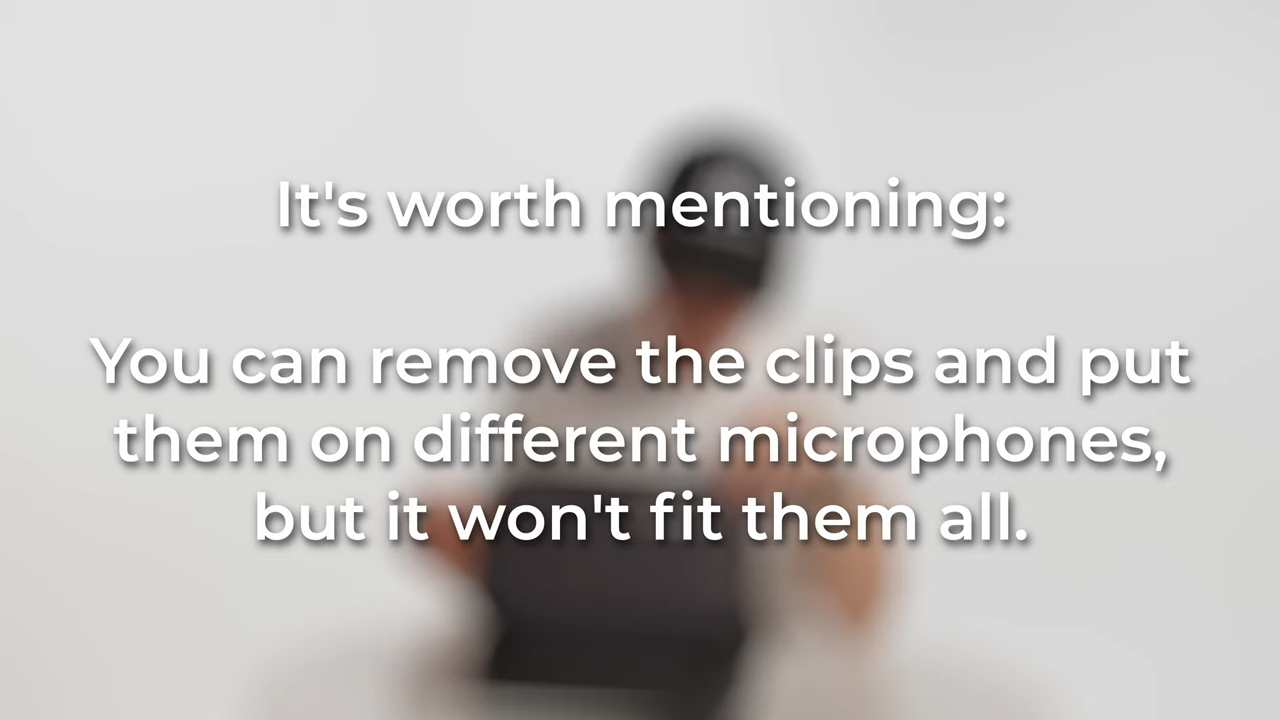 It's worth mentioning:
You can remove the clips and put
them on different microphones,
but it won't fit them all.